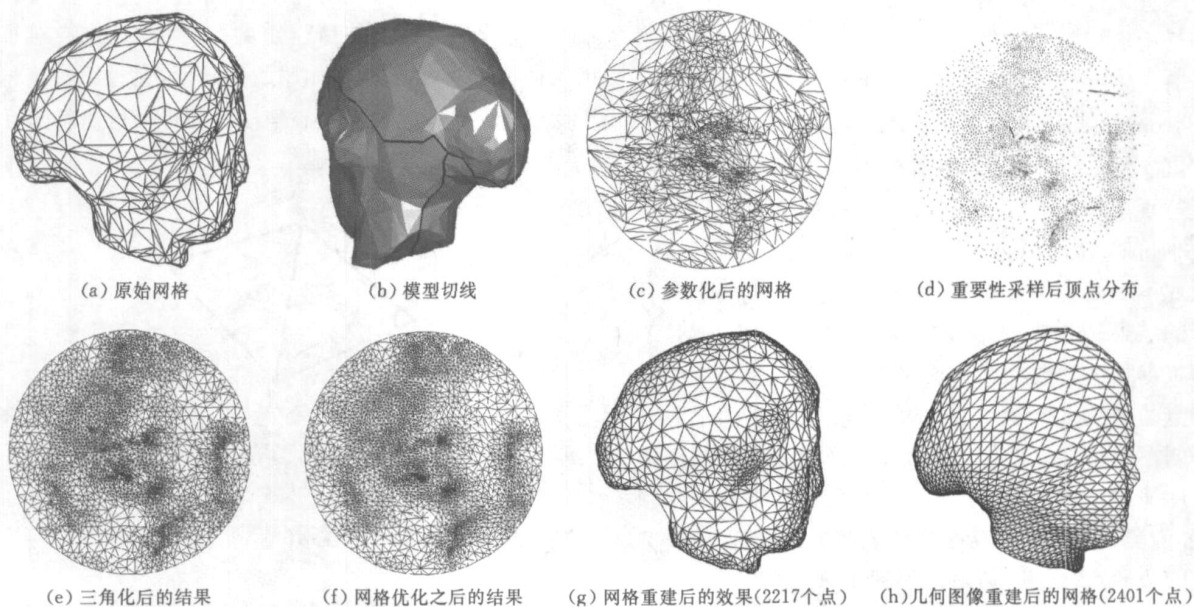 (a) 原始网格
(b) 模型切线
(c) 参数化后的网格
(d) 重要性采样后顶点分布
(e) 三角化后的结果
(f) 网格优化之后的结果
(g) 网格重建后的效果(2217个点)
(h)几何图像重建后的网格(2401个点)